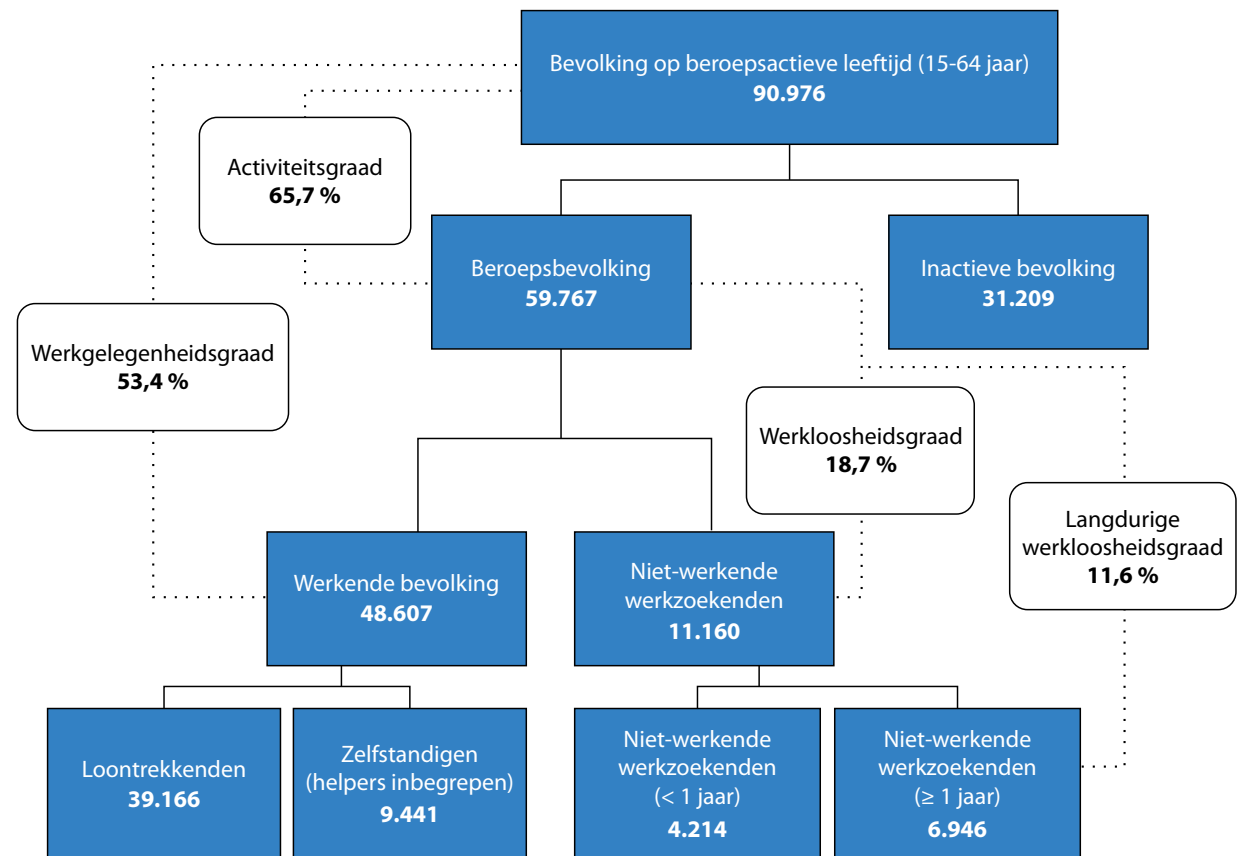 Bevolking op beroepsactieve leeftijd (15-64 jaar)
90.976
Activiteitsgraad
65,7 %
Beroepsbevolking
59.767
Inactieve bevolking
31.209
Werkgelegenheidsgraad
53,4 %
Werkloosheidsgraad
18,7 %
Langdurige
werkloosheidsgraad
11,6 %
Werkende bevolking
48.607
Niet-werkende
werkzoekenden
11.160
Loontrekkenden
39.166
Zelfstandigen
(helpers inbegrepen)
9.441
Niet-werkende
werkzoekenden
(< 1 jaar)
4.214
Niet-werkende
werkzoekenden
(≥ 1 jaar)
6.946